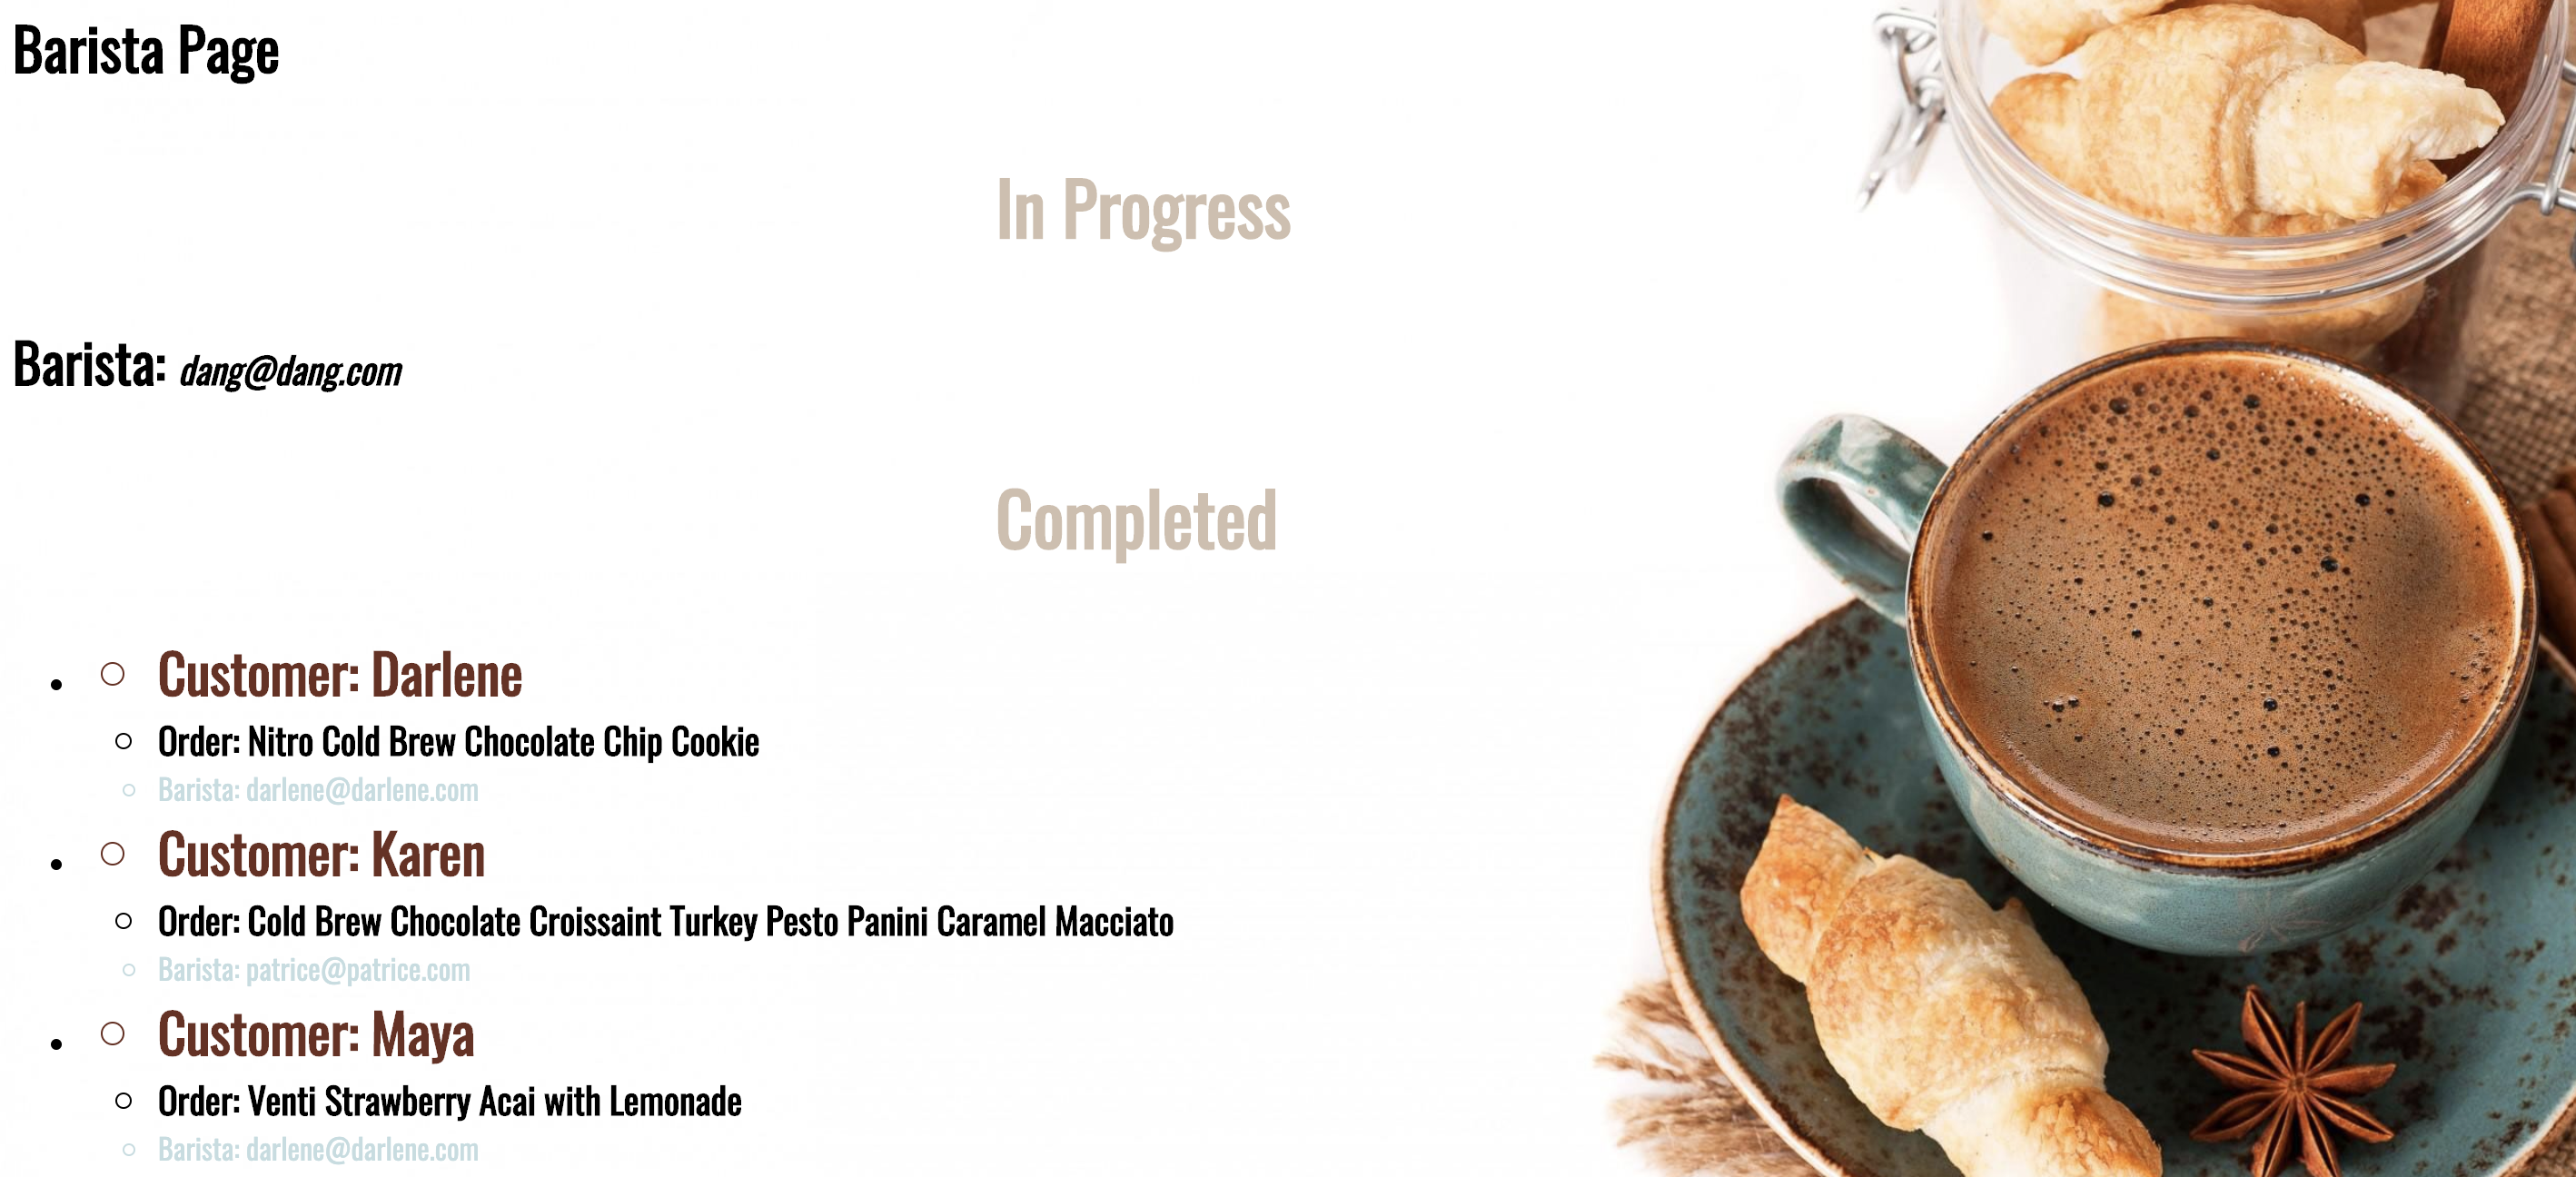 Barista Page
In Progress
Barista: dang@dang.com
Completed
Customer: Darlene
Order: Nitro Cold Brew Chocolate Chip Cookie
Barista: darlene@darlene.com
Customer: Karen
Order: Cold Brew Chocolate Croissaint Turkey Pesto Panini Caramel Macciato
Barista: patrice@patrice.com
Customer: Maya
Order: Venti Strawberry Acai with Lemonade
Barista: darlene@darlene.com